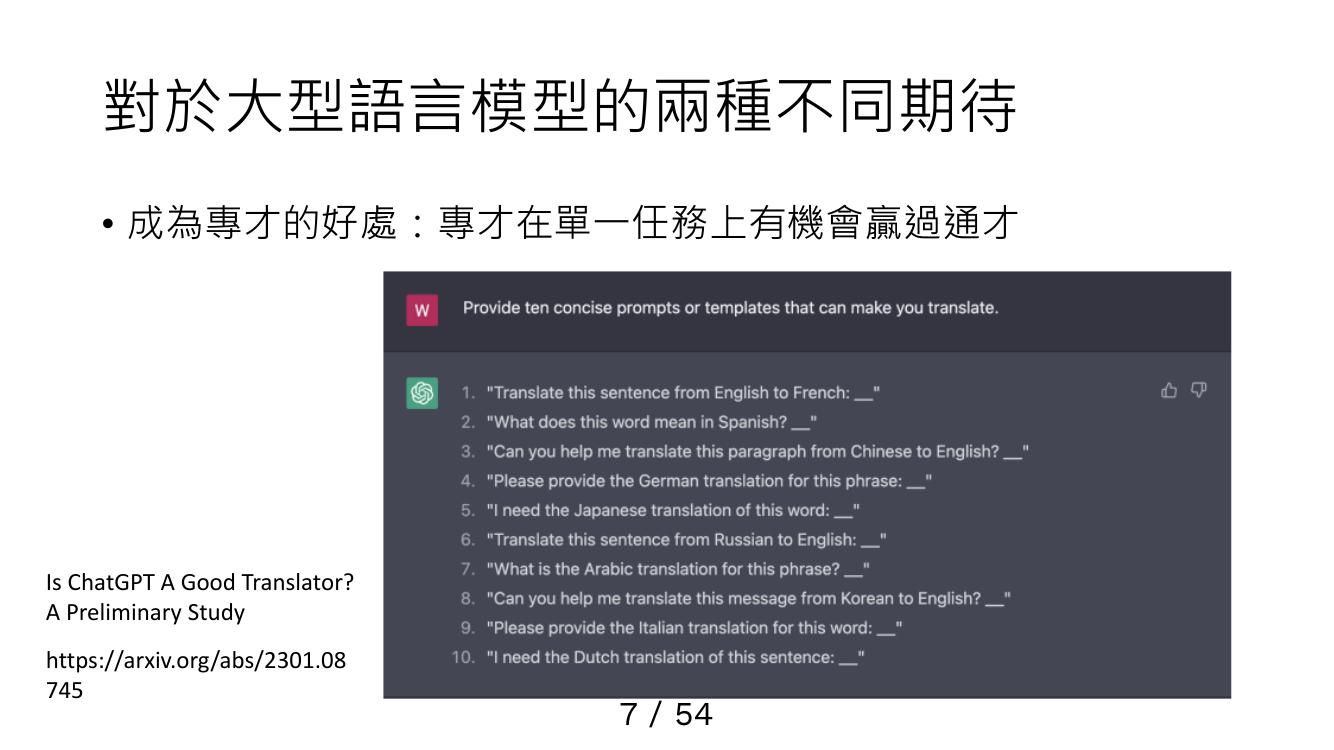 對於大型語言模型的兩種不同期待
• 成為專才的好處：專才在單一任務上有機會贏過通才
W
Provide ten concise prompts or templates that can make you translate.
1. "Translate this sentence from English to French: __"
2. "What does this word mean in Spanish? __"
3. "Can you help me translate this paragraph from Chinese to English? __"
4. "Please provide the German translation for this phrase: __"
5. "I need the Japanese translation of this word: __"
6. "Translate this sentence from Russian to English: __"
7. "What is the Arabic translation for this phrase? __"
8. "Can you help me translate this message from Korean to English? __"
9. "Please provide the Italian translation for this word: __"
10. "I need the Dutch translation of this sentence: __"
Is ChatGPT A Good Translator?
A Preliminary Study
https://arxiv.org/abs/2301.08
745
7 / 54